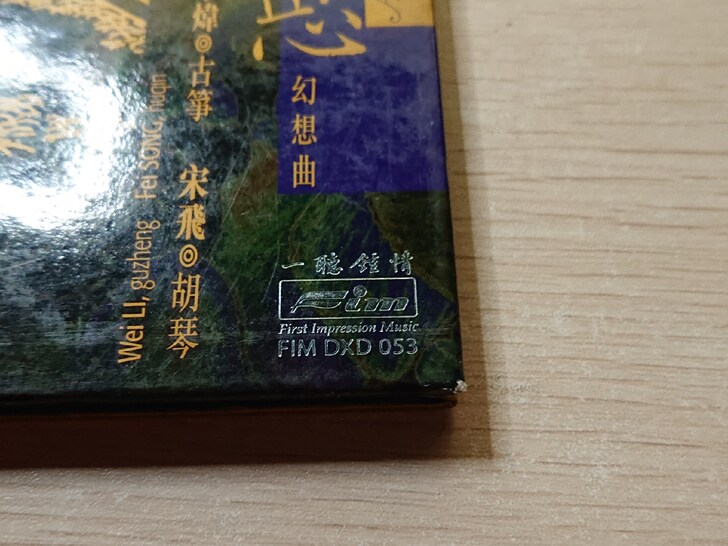 幻想曲
煒◎古箏
宋飛◎胡琴
Wei LI, guzheng Fei SONG, huqin
一聽鍾情
Fim
First Impression Music
FIM DXD 053